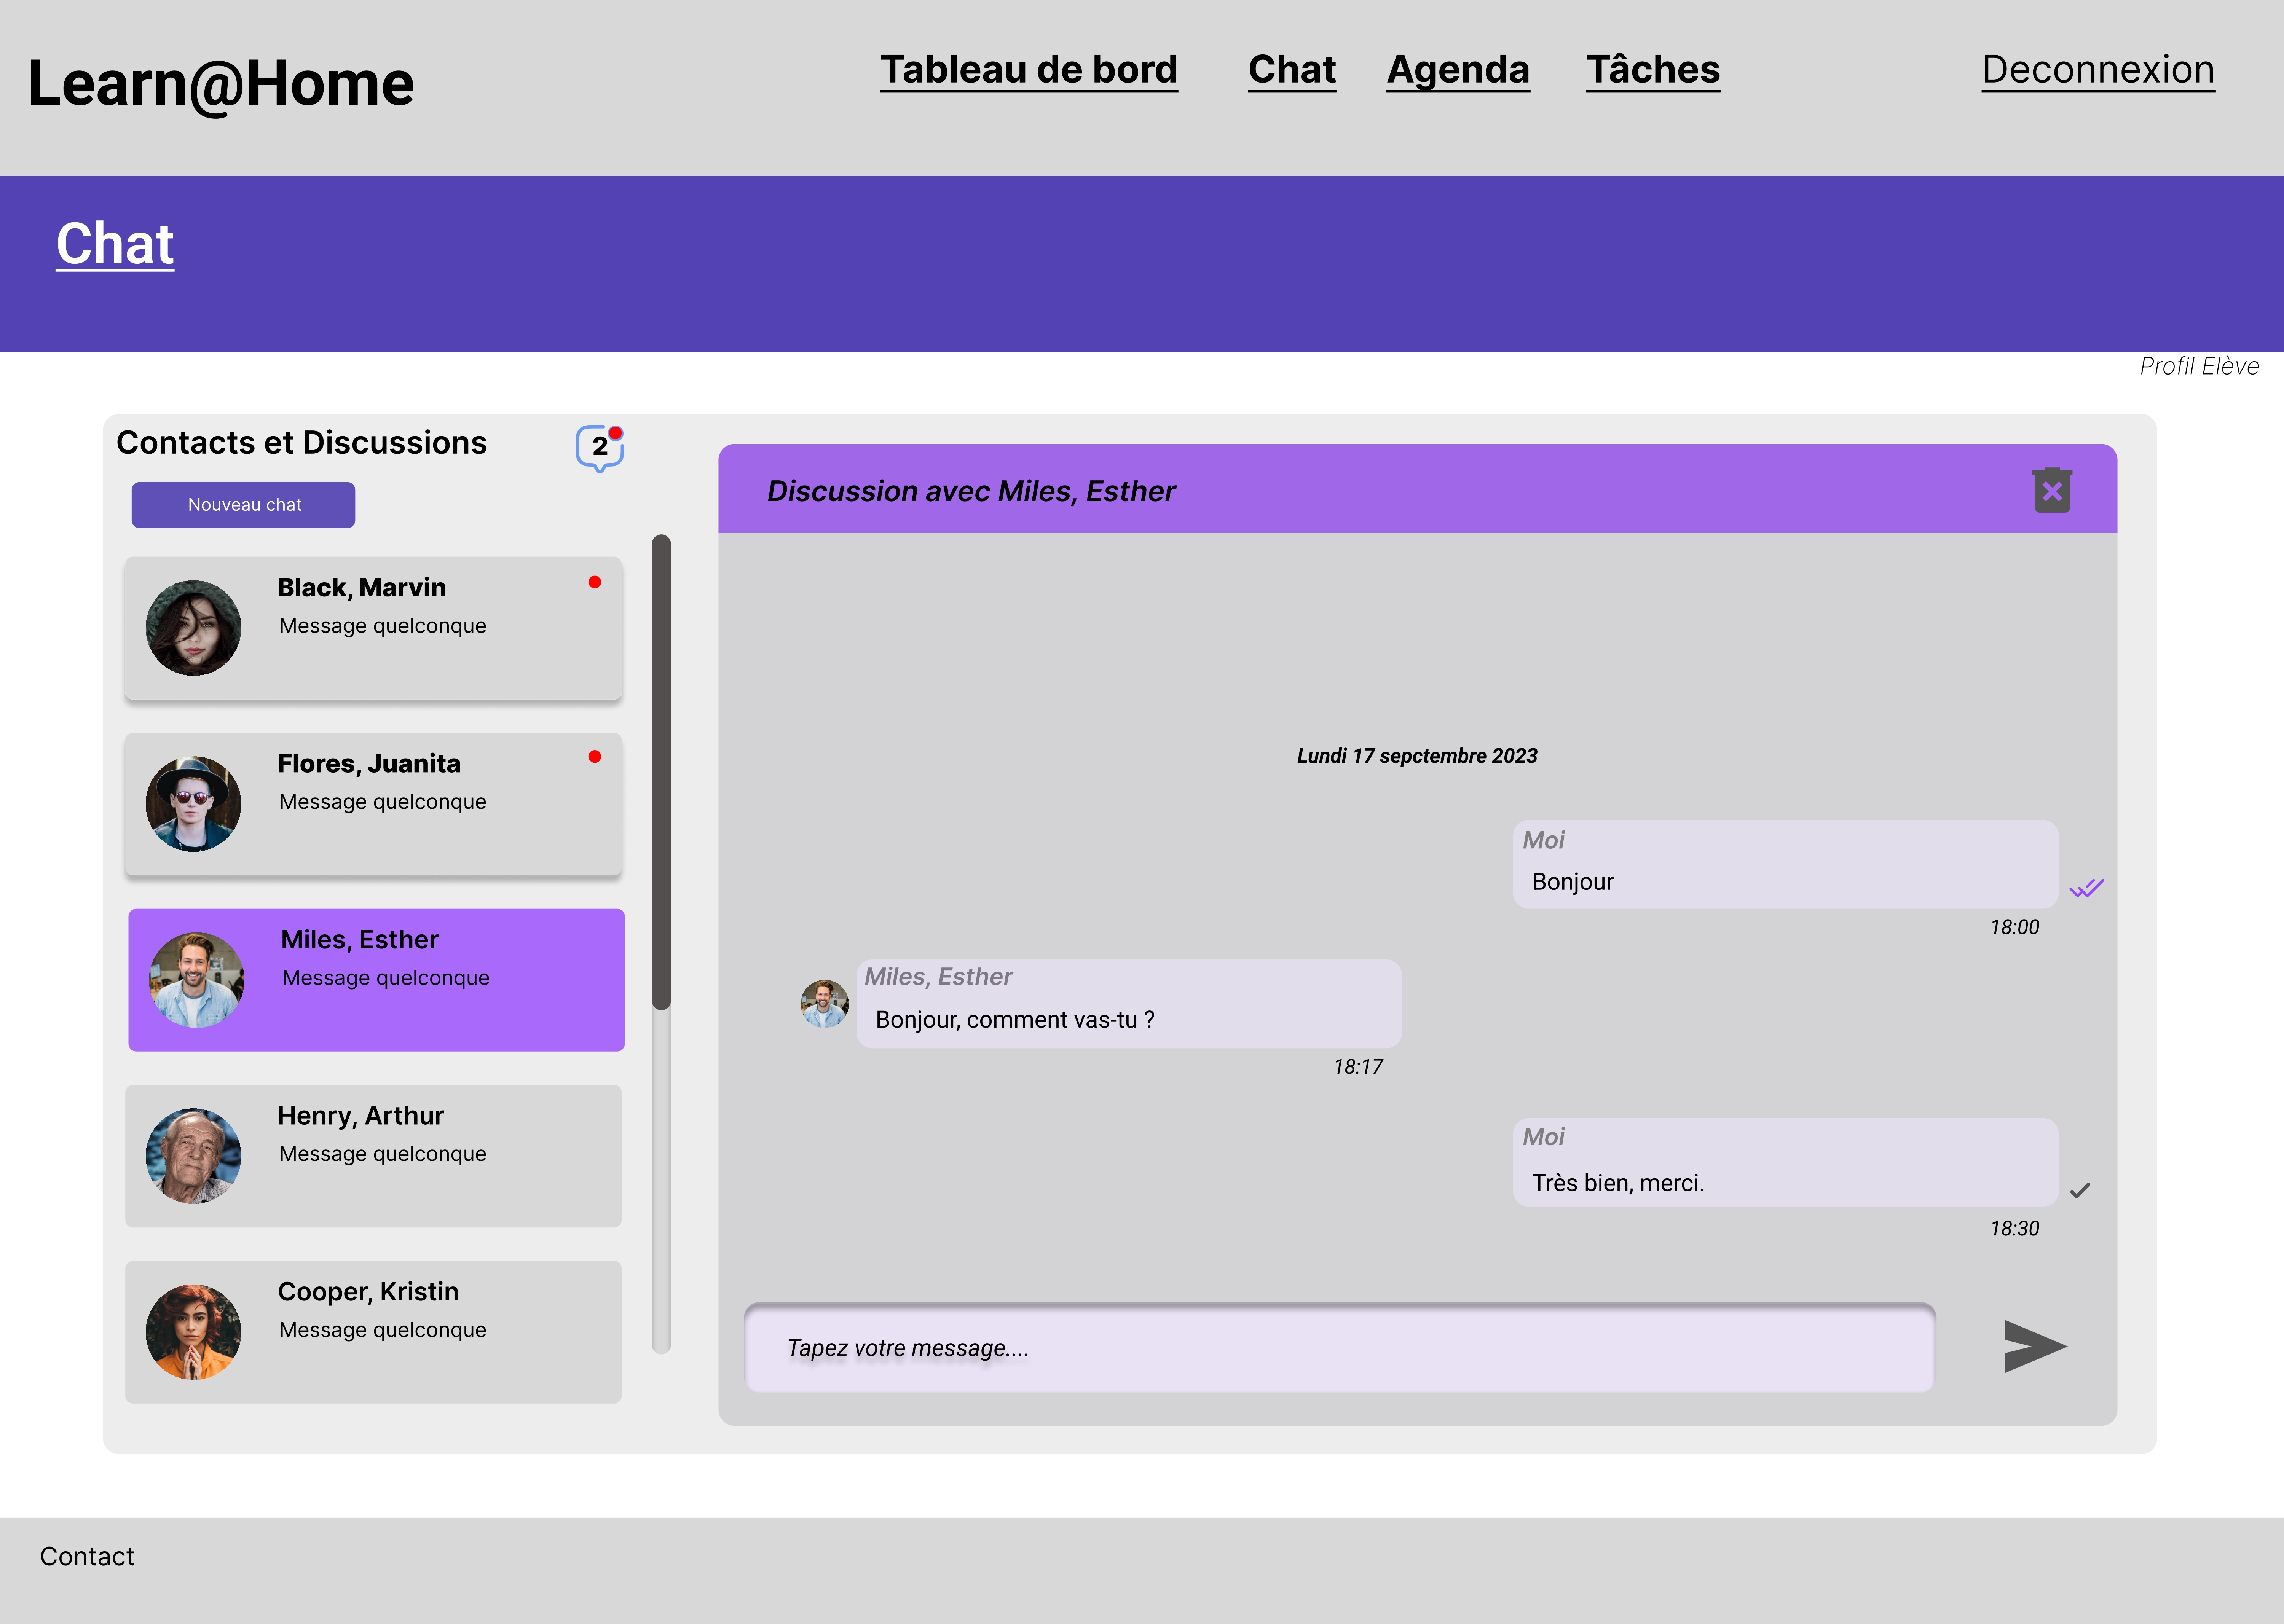 Learn@Home
Tableau de bord Chat Agenda Tâches Deconnexion
Chat
Profil Elève
Contacts et Discussions
2
Nouveau chat
Black, Marvin
Message quelconque
Flores, Juanita
Message quelconque
Miles, Esther
Message quelconque
Henry, Arthur
Message quelconque
Cooper, Kristin
Message quelconque
Discussion avec Miles, Esther
Lundi 17 sepctembre 2023
Moi
Bonjour
18:00
Miles, Esther
Bonjour, comment vas-tu ?
18:17
Moi
Très bien, merci.
18:30
Tapez votre message....
Contact